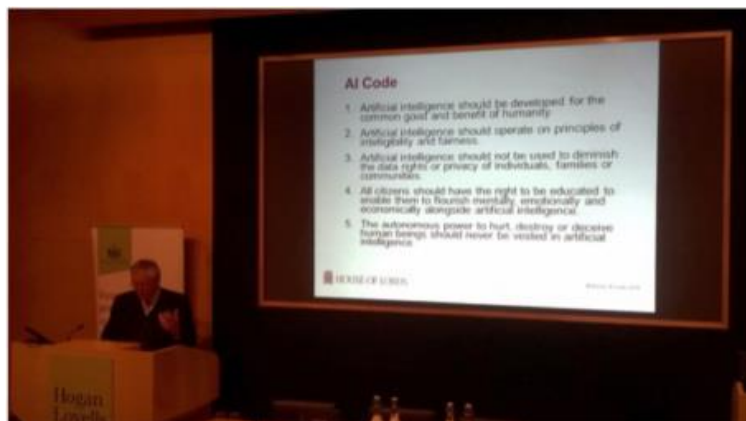 AI Code
1. Artificial intelligence should be developed for the
common good and benefit of humanity.
2. Artificial intelligence should operate on principles of
intelligibility and fairness.
3. Artificial intelligence should not be used to diminish
the data rights or privacy of individuals, families or
communities.
4. All citizens should have the right to be educated to
enable them to flourish mentally, emotionally and
economically alongside artificial intelligence.
5. The autonomous power to hurt, destroy or deceive
human beings should never be vested in artificial
intelligence.
HOUSE OF LORDS
Hogan
Lovells